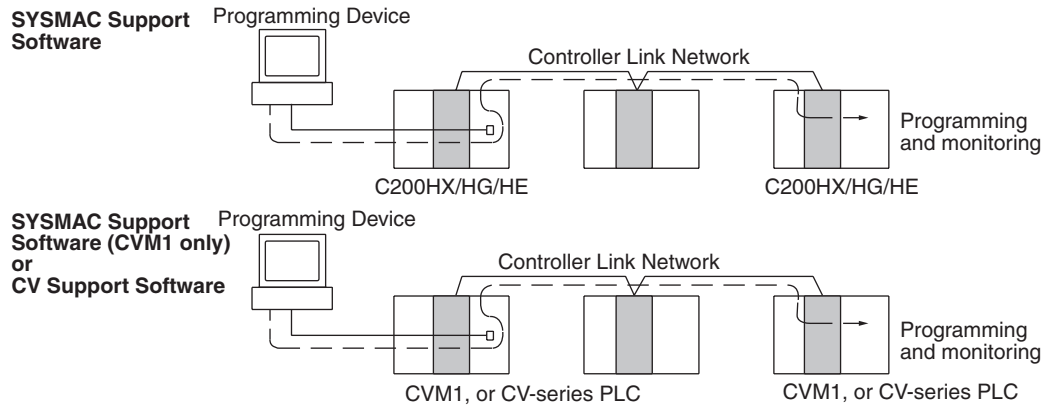 SYSMAC Support
Software
Programming Device
Controller Link Network
Programming
and monitoring
C200HX/HG/HE
C200HX/HG/HE
SYSMAC Support
Software (CVM1 only)
or
CV Support Software
Programming Device
Controller Link Network
Programming
and monitoring
CVM1, or CV-series PLC
CVM1, or CV-series PLC